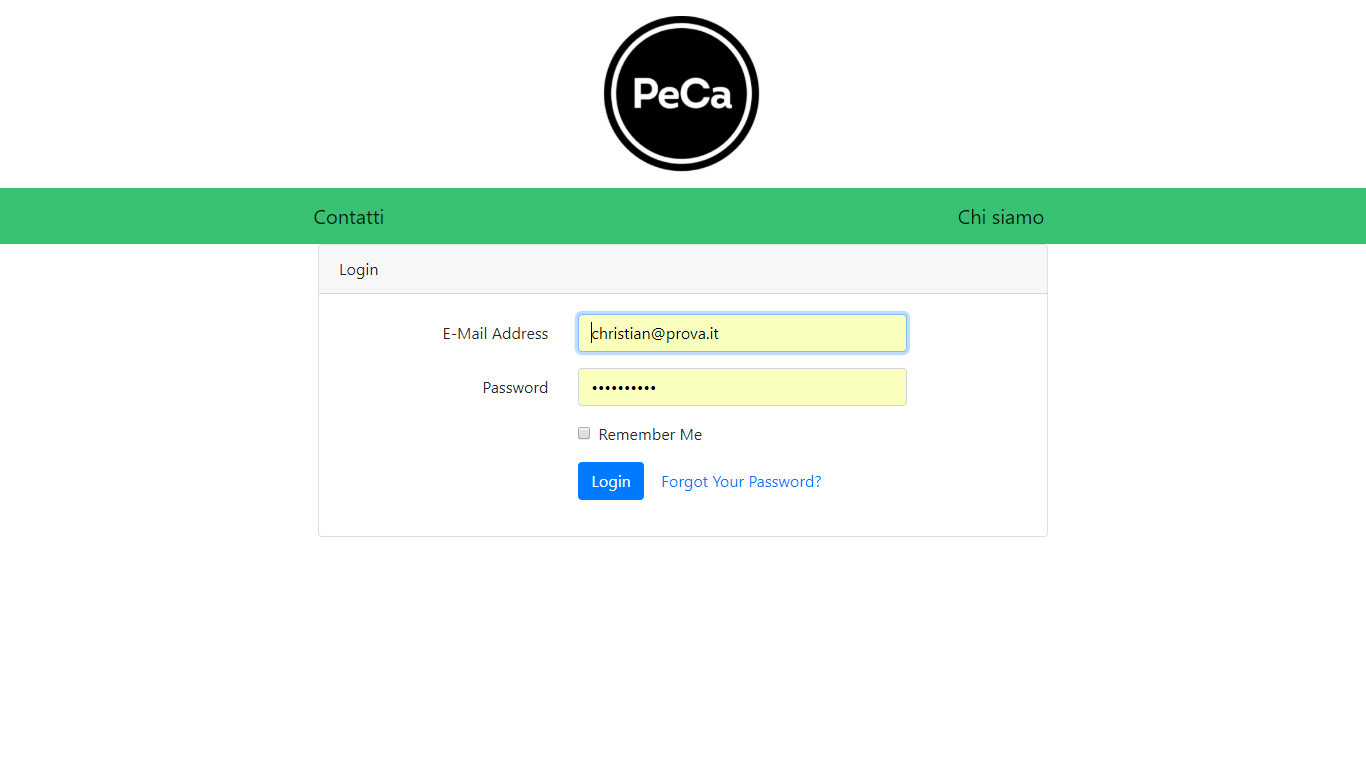 PeCa
Contatti Chi siamo
Login
E-Mail Address christian@prova.it
Password ••••••••••
Remember Me
Login Forgot Your Password?